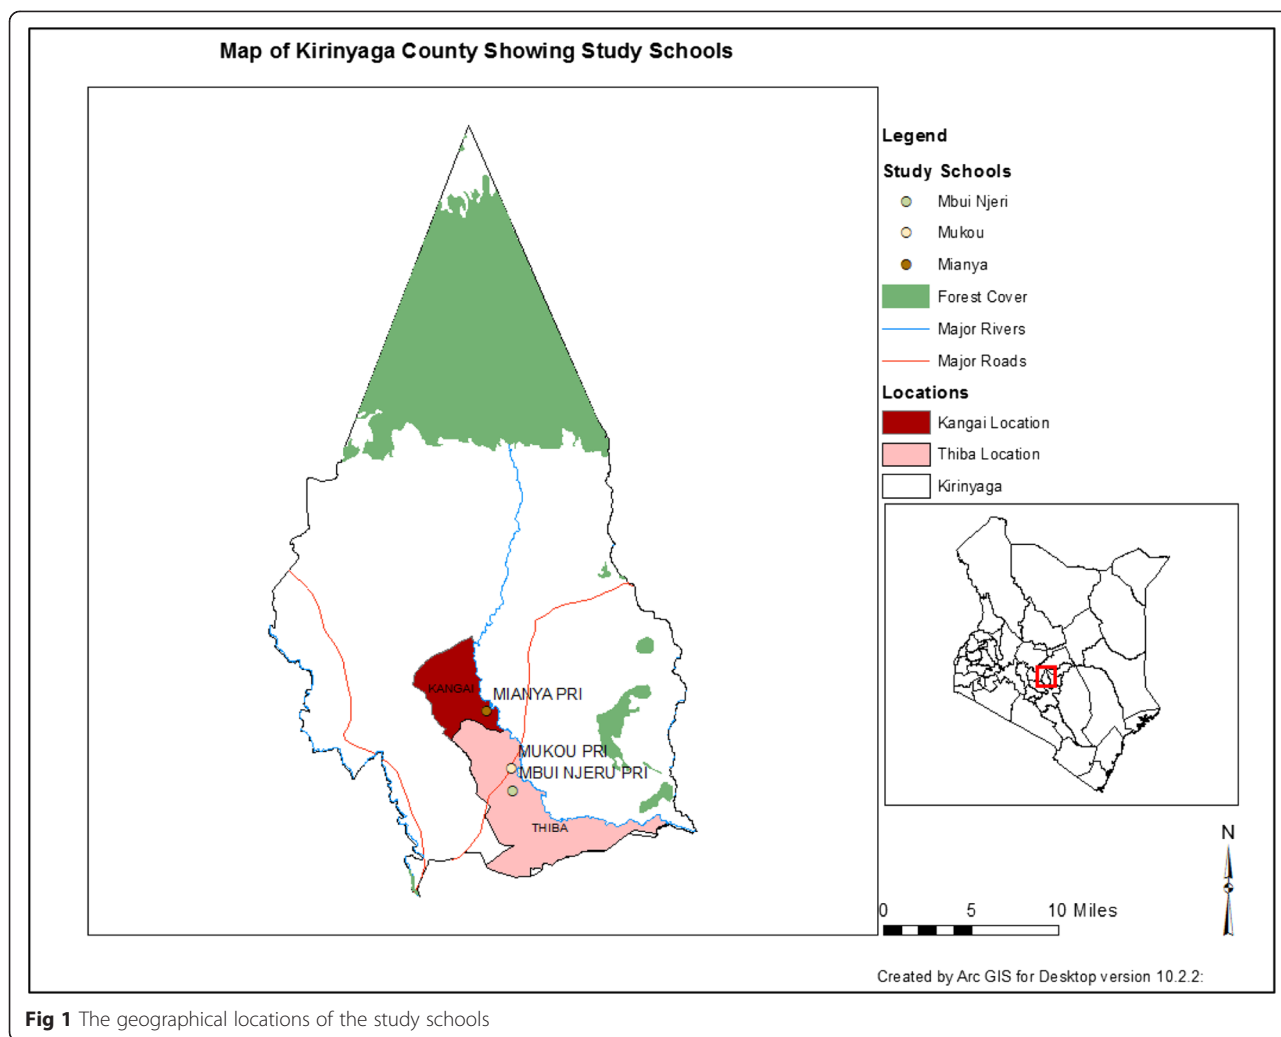 Map of Kirinyaga County Showing Study Schools
Legend
Study Schools
Mbui Njeri
Mukou
Mianya
Forest Cover
Major Rivers
Major Roads
Locations
Kangai Location
Thiba Location
Kirinyaga
KANGAI
MIANYA PRI
MUKOU PRI
MBUI NJERU PRI
THIBA
N
0 5 10 Miles
Created by Arc GIS for Desktop version 10.2.2:
Fig 1 The geographical locations of the study schools